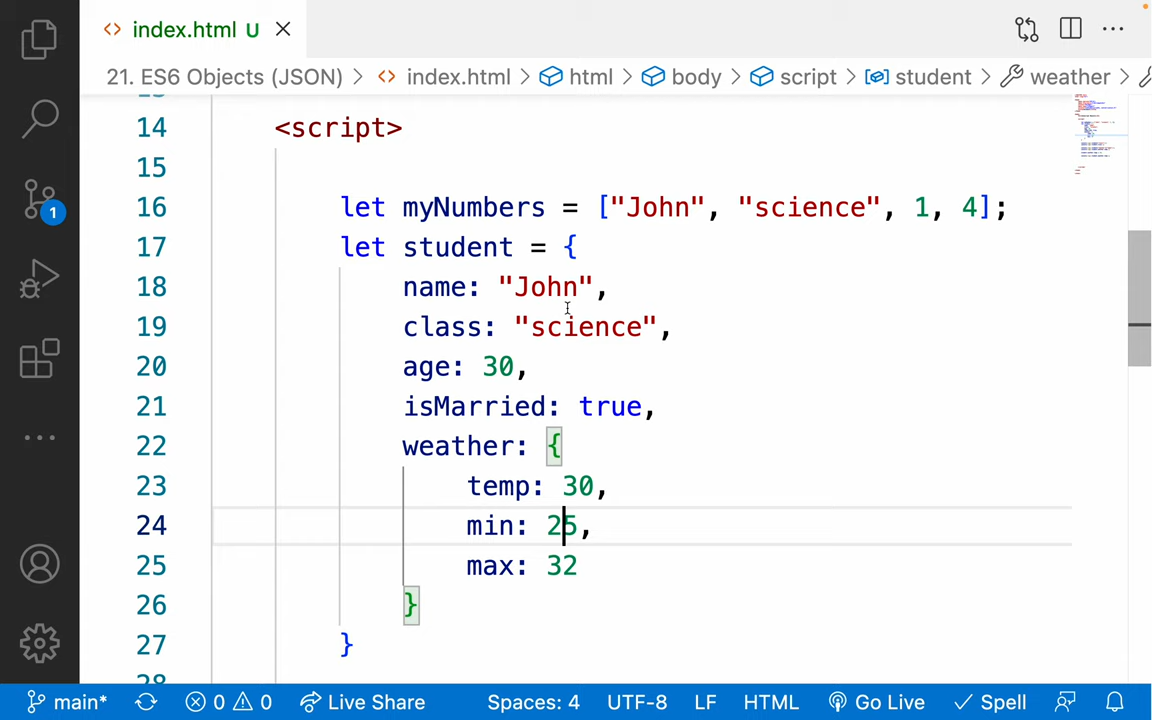 index.html U
21. ES6 Objects (JSON) > index.html > html > body > script > student > weather >
14 <script>
15
16 let myNumbers = ["John", "science", 1, 4];
17 let student = {
18 name: "John",
19 class: "science",
20 age: 30,
21 isMarried: true,
22 weather: {
23 temp: 30,
24 min: 25,
25 max: 32
26 }
27 }
1
main* 0 0 Live Share Spaces: 4 UTF-8 LF HTML Go Live Spell